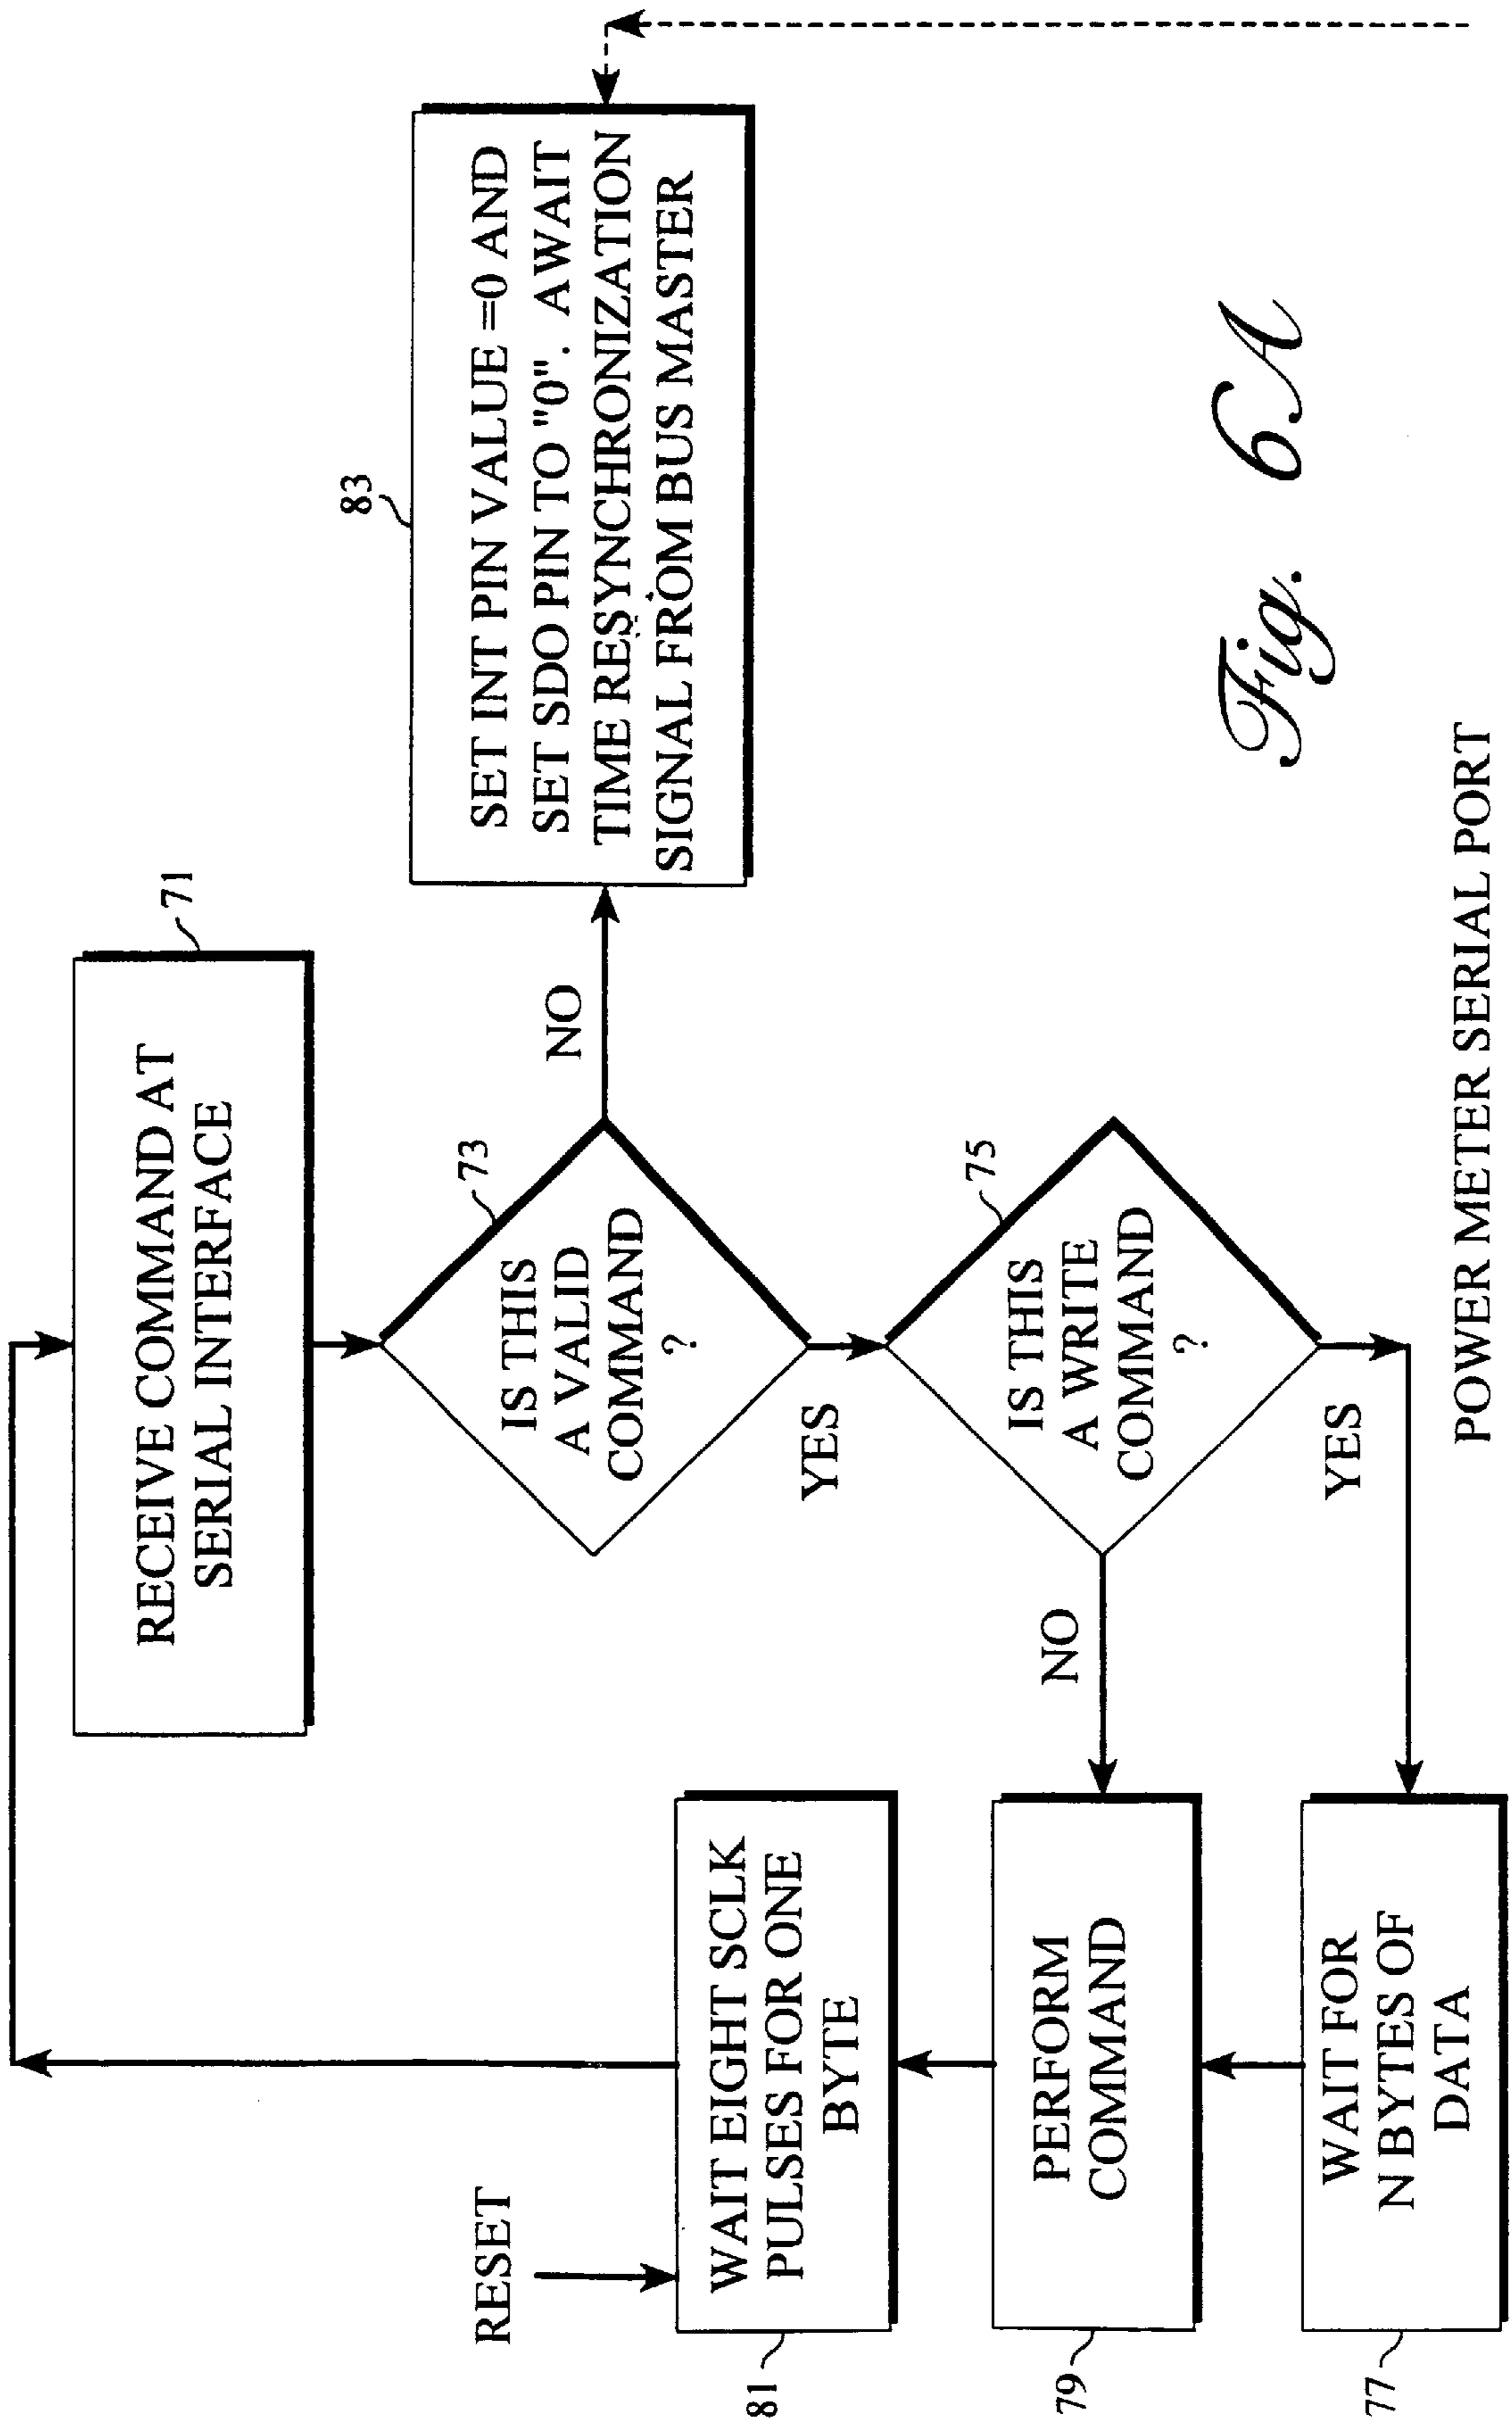 RECEIVE COMMAND AT
SERIAL INTERFACE
71
IS THIS
A VALID
COMMAND
?
73
NO
YES
SET INT PIN VALUE =0 AND
SET SDO PIN TO "0". AWAIT
TIME RESYNCHRONIZATION
SIGNAL FROM BUS MASTER
83
IS THIS
A WRITE
COMMAND
?
75
NO
YES
RESET
WAIT EIGHT SCLK
PULSES FOR ONE
BYTE
81
PERFORM
COMMAND
79
WAIT FOR
N BYTES OF
DATA
77
POWER METER SERIAL PORT
Fig. 6A